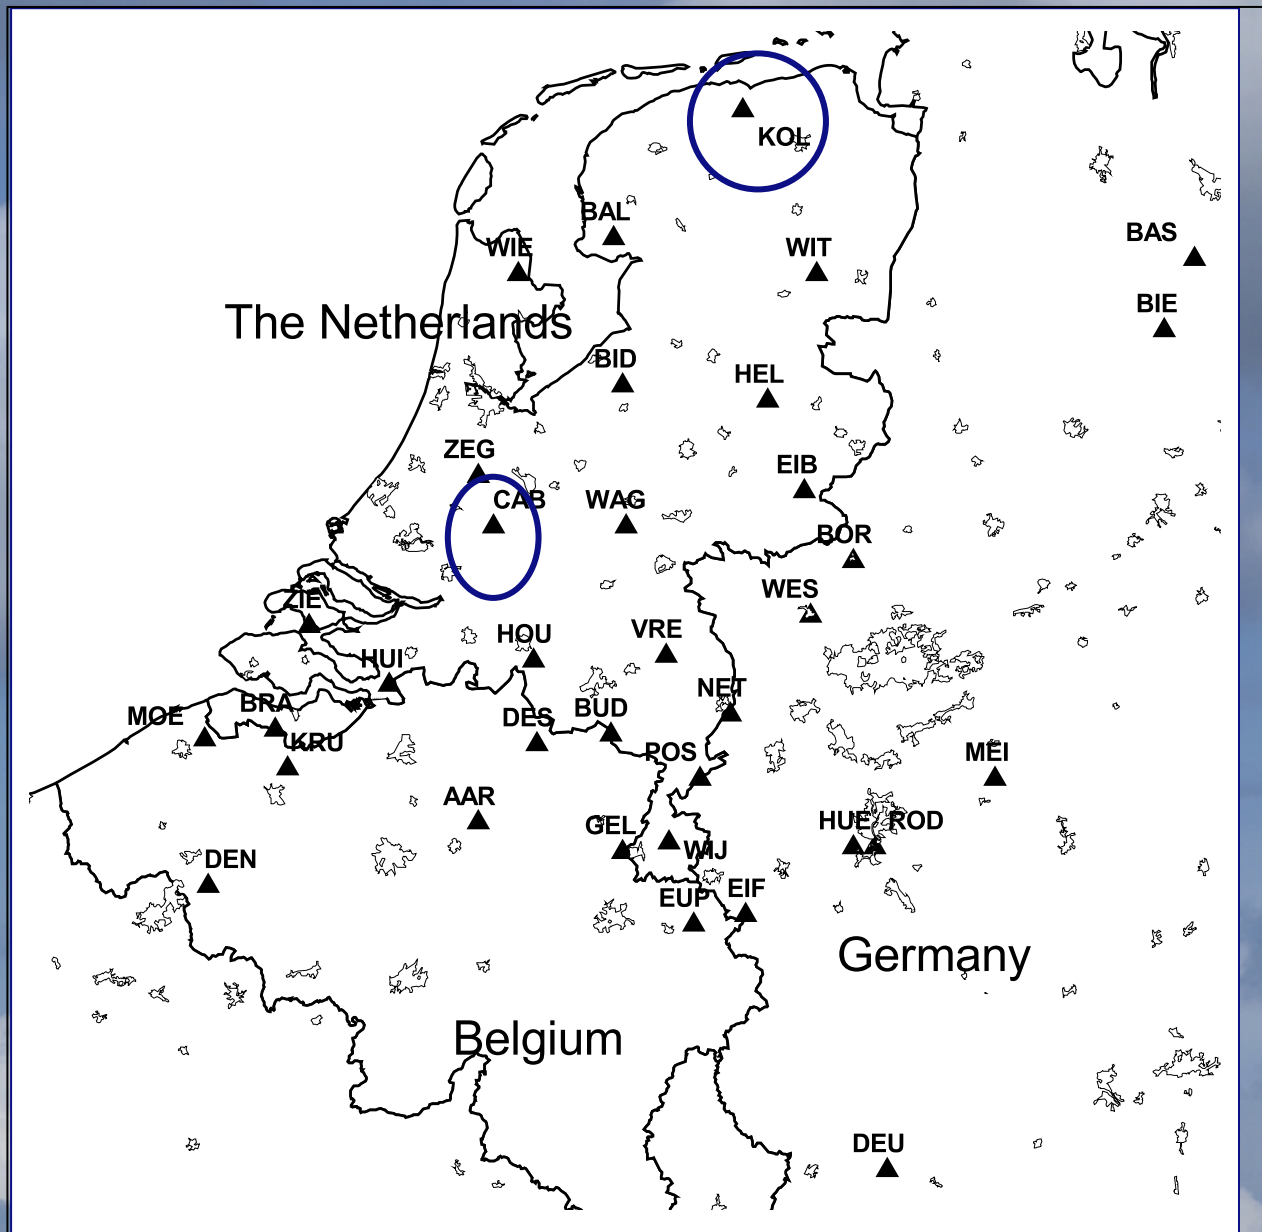 KOL
BAL
WIE
WIT
BAS
BIE
The Netherlands
BID
HEL
ZEG
EIB
CAB
WAG
BOR
WES
ZIE
HOU
VRE
HUI
NET
BRA
MOE
DES
BUD
KRU
POS
MEI
AAR
GEL
HUE
ROD
WIJ
DEN
EUP
EIF
Germany
Belgium
DEU